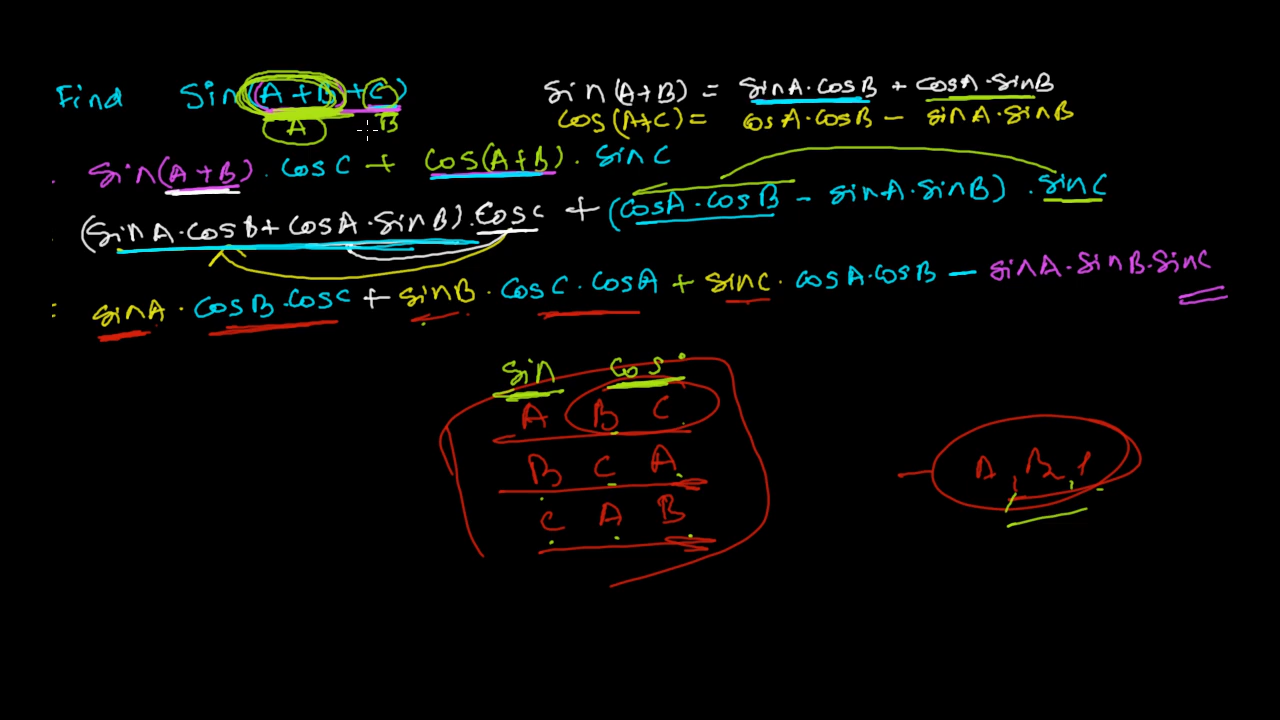 Find Sin(A+B+C)
Sin(A+B) = SinA.CosB + CosA.SinB
A B
Cos(A+C) = CosA.CosB - SinA.SinB
Sin(A+B).CosC + Cos(A+B).SinC
(SinA.CosB+CosA.SinB).CosC + (CosA.CosB - SinA.SinB).SinC
= SinA.CosB.CosC + SinB.CosC.CosA + SinC.CosA.CosB - SinA.SinB.SinC
Sin Cos
A B C
B C A
C A B
A, B,